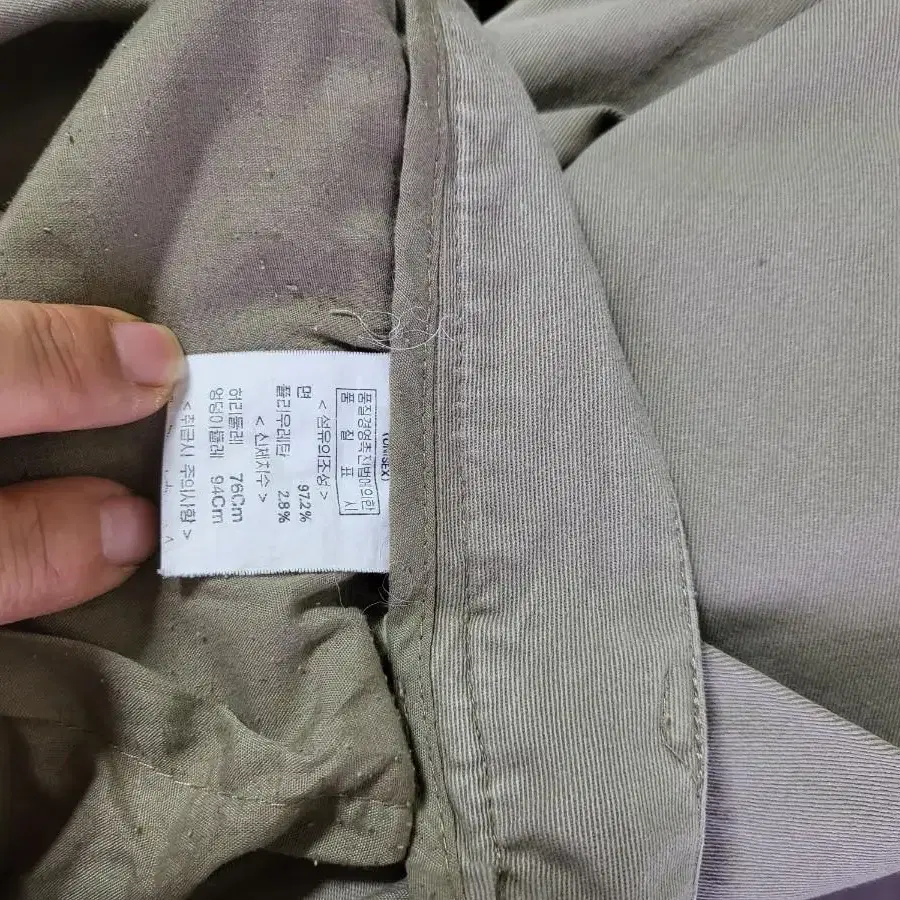 (UNISEX)
품질경영촉진법에의한
품 질 표 시
<섬유의조성>
면 97.2%
폴리우레탄 2.8%
<신체치수>
허리둘레 76Cm
엉덩이둘레 94Cm
<취급시 주의사항>